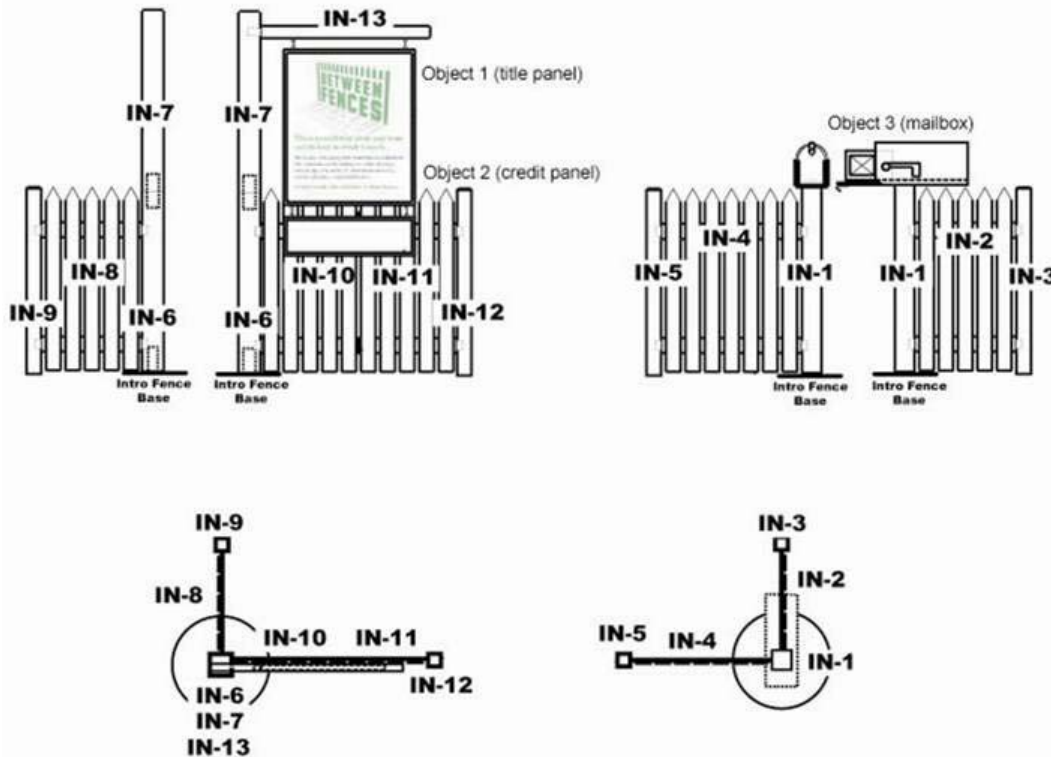 IN-13
Object 1 (title panel)
IN-7
IN-7
BETWEEN
FENCES
Object 3 (mailbox)
Object 2 (credit panel)
IN-4
IN-2
IN-8
IN-10
IN-11
IN-5
IN-1
IN-1
IN-3
IN-9
IN-6
IN-6
IN-12
Intro Fence
Base
Intro Fence
Base
Intro Fence
Base
Intro Fence
Base
IN-9
IN-8
IN-10
IN-11
IN-12
IN-6
IN-7
IN-13
IN-3
IN-2
IN-5
IN-4
IN-1